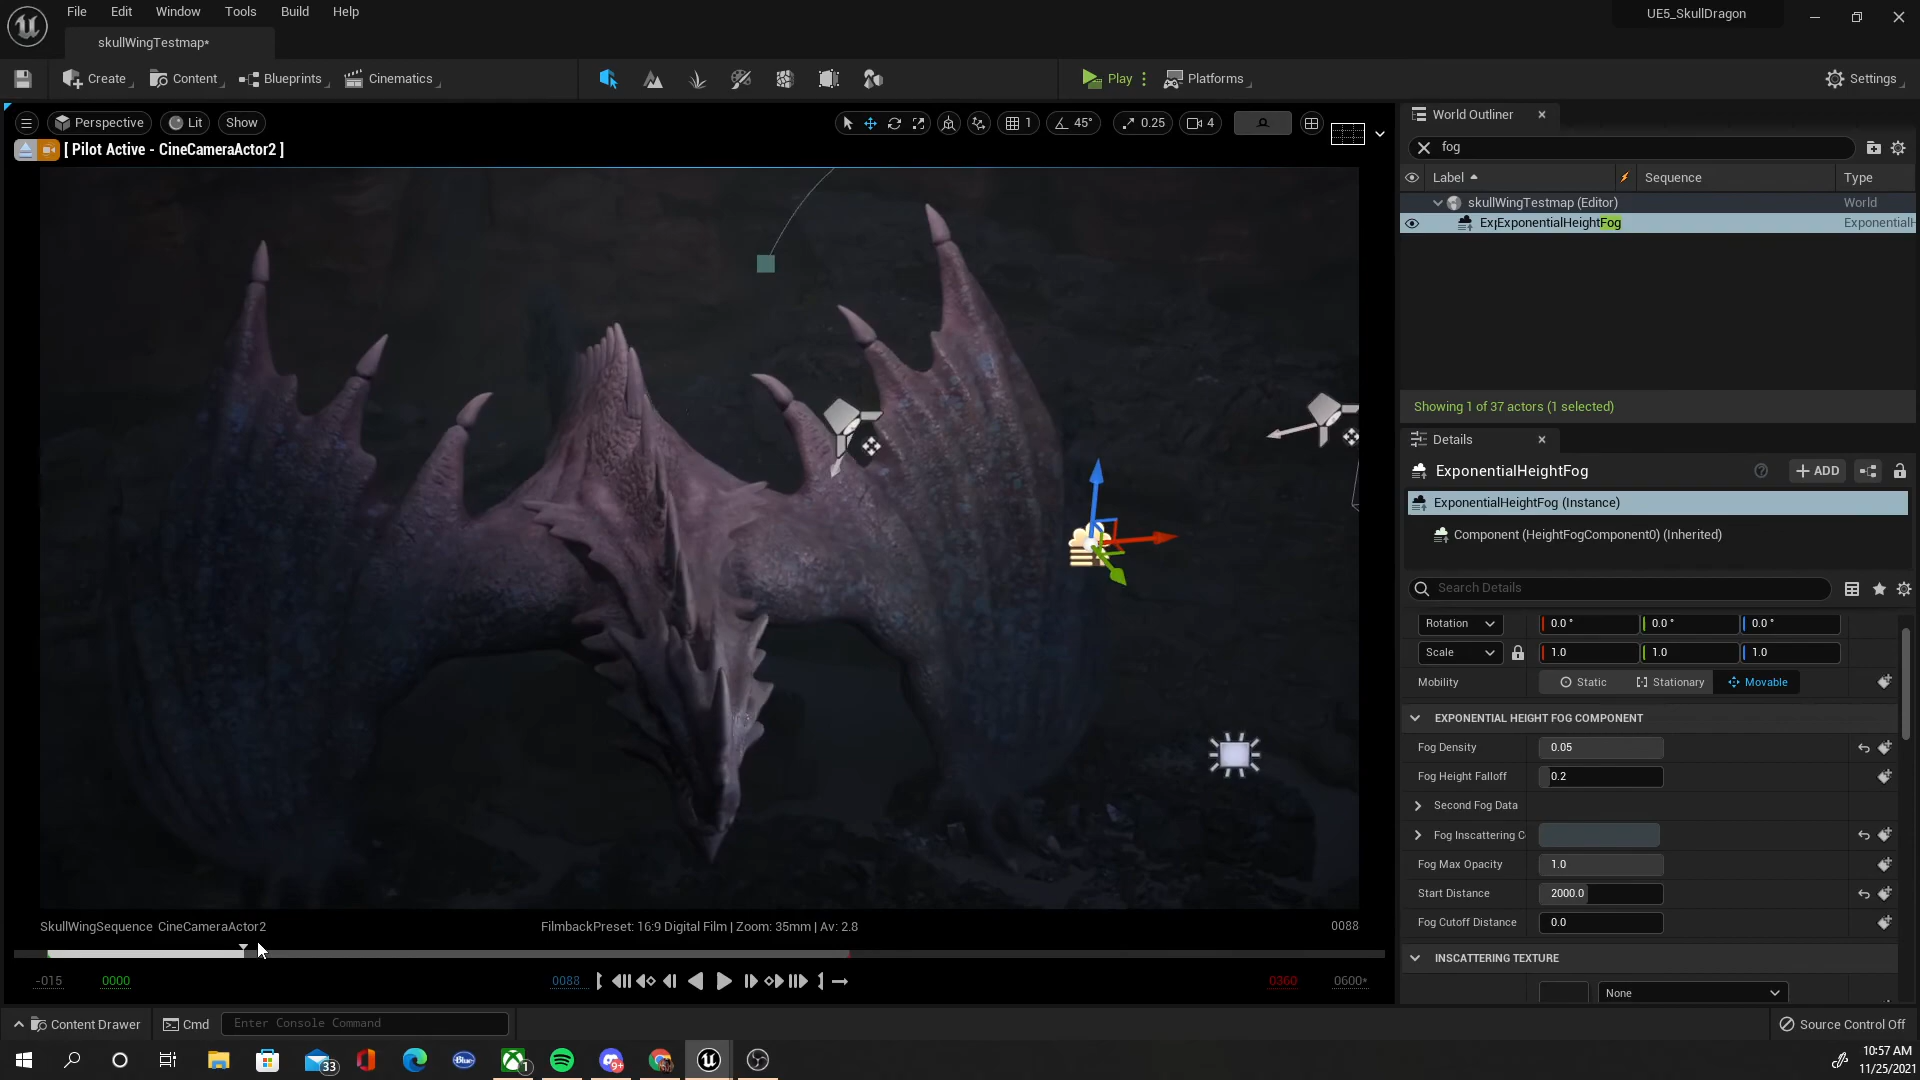 File Edit Window Tools Build Help
UE5_SkullDragon
skullWingTestmap*
Create Content Blueprints Cinematics Play Platforms Settings
Perspective Lit Show 1 45° 0.25 4
[ Pilot Active - CineCameraActor2 ]
World Outliner
fog
Label Sequence Type
skullWingTestmap (Editor) World
ExpExponentialHeightFog ExponentialH
Showing 1 of 37 actors (1 selected)
Details
ExponentialHeightFog ADD
ExponentialHeightFog (Instance)
Component (HeightFogComponent0) (Inherited)
Search Details
Rotation 0.0 ° 0.0 ° 0.0 °
Scale 1.0 1.0 1.0
Mobility Static Stationary Movable
EXPONENTIAL HEIGHT FOG COMPONENT
Fog Density 0.05
Fog Height Falloff 0.2
Second Fog Data
Fog Inscattering C
Fog Max Opacity 1.0
Start Distance 2000.0
Fog Cutoff Distance 0.0
INSCATTERING TEXTURE
None
SkullWingSequence CineCameraActor2 FilmbackPreset: 16:9 Digital Film | Zoom: 35mm | Av: 2.8 0088
-015 0000 0088 0360 0600*
Content Drawer Cmd Enter Console Command Source Control Off
33 Blue 1 9+
10:57 AM
11/25/2021